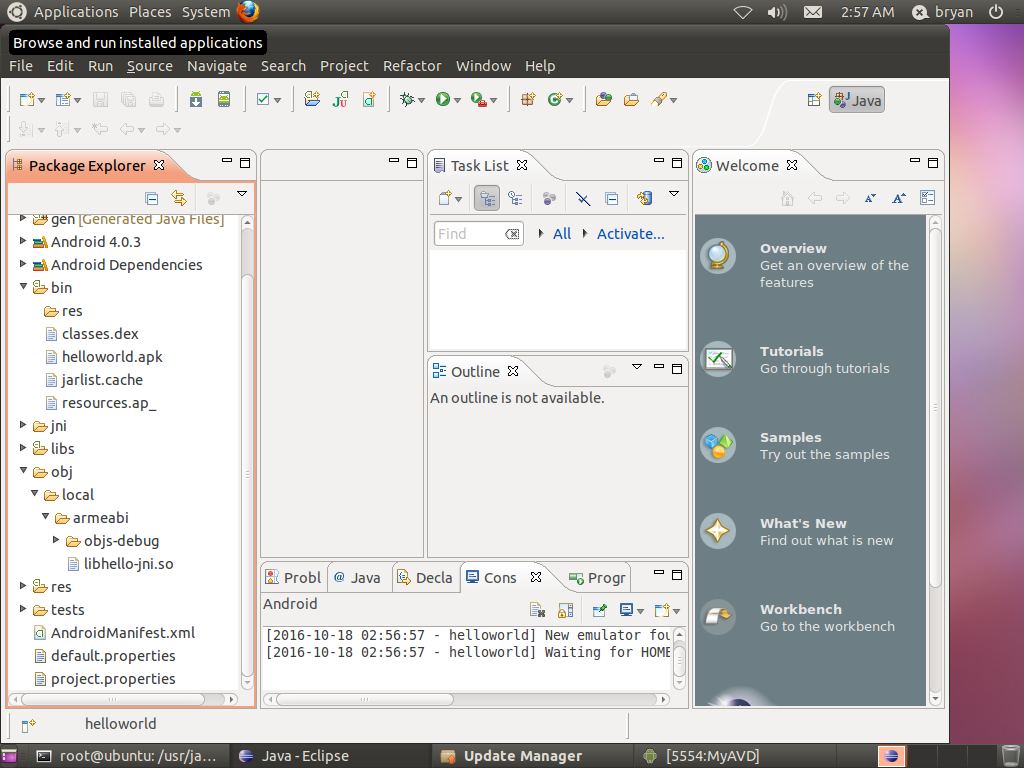 Applications Places System 2:57 AM bryan
Browse and run installed applications
File Edit Run Source Navigate Search Project Refactor Window Help
Java
Package Explorer
gen [Generated Java Files]
Android 4.0.3
Android Dependencies
bin
res
classes.dex
helloworld.apk
jarlist.cache
resources.ap_
jni
libs
obj
local
armeabi
objs-debug
libhello-jni.so
res
tests
AndroidManifest.xml
default.properties
project.properties
Task List
Find All Activate...
Outline
An outline is not available.
Probl Java Decla Cons Progr
Android
[2016-10-18 02:56:57 - helloworld] New emulator fou
[2016-10-18 02:56:57 - helloworld] Waiting for HOME
Welcome
Overview
Get an overview of the
features
Tutorials
Go through tutorials
Samples
Try out the samples
What's New
Find out what is new
Workbench
Go to the workbench
helloworld
root@ubuntu: /usr/ja... Java - Eclipse Update Manager [5554:MyAVD]